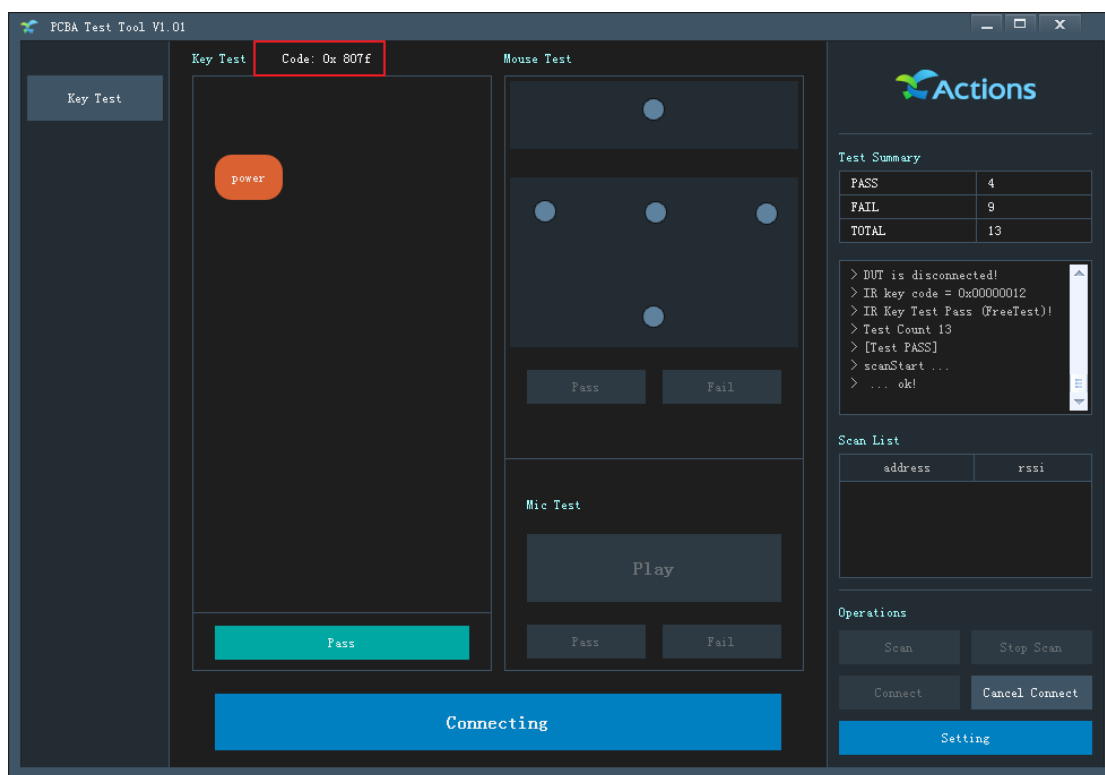 PCBA Test Tool V1.01
Key Test
Key Test Code: 0x 807f
power
Pass
Mouse Test
Pass Fail
Mic Test
Play
Pass Fail
Connecting
Actions
Test Summary
PASS 4
FAIL 9
TOTAL 13
> DUT is disconnected!
> IR key code = 0x00000012
> IR Key Test Pass (FreeTest)!
> Test Count 13
> [Test PASS]
> scanStart ...
> ... ok!
Scan List
address rssi
Operations
Scan Stop Scan
Connect Cancel Connect
Setting